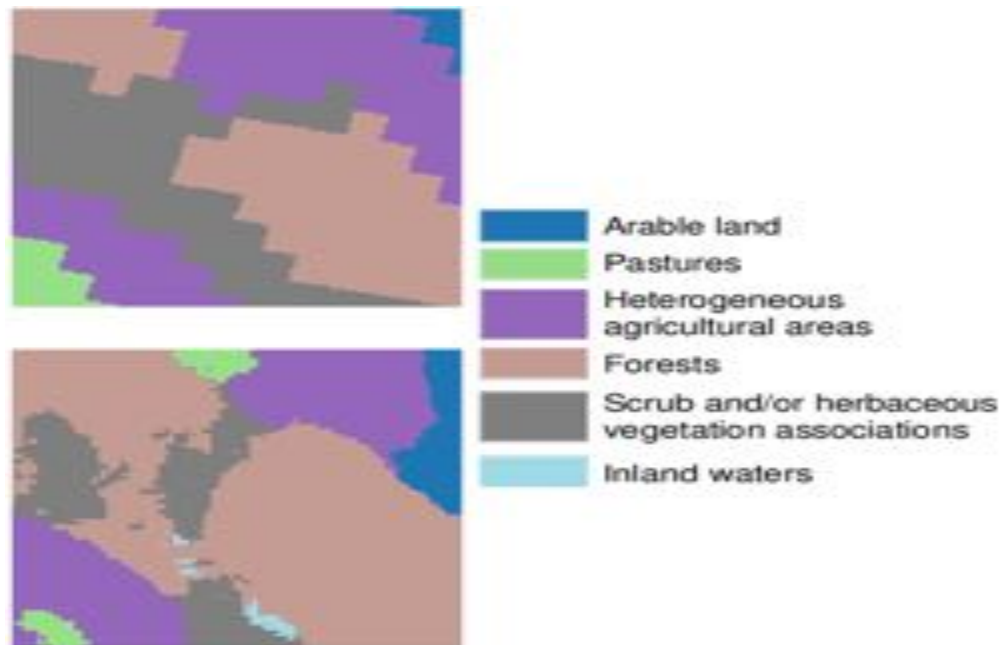 Arable land
Pastures
Heterogeneous
agricultural areas
Forests
Scrub and/or herbaceous
vegetation associations
Inland waters